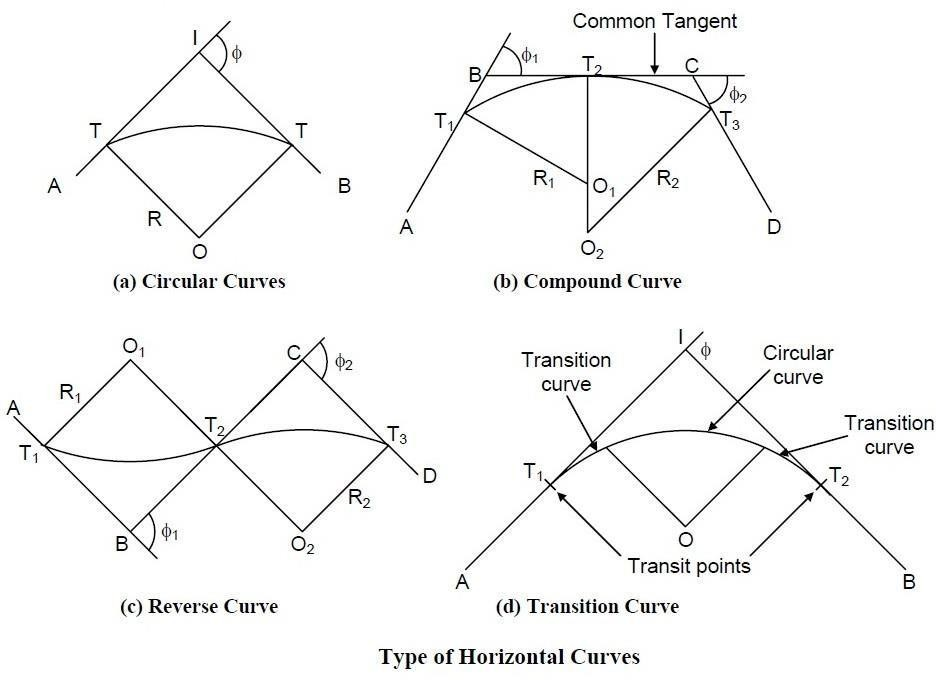 I
ϕ
T
T
A
B
R
O
(a) Circular Curves
Common Tangent
ϕ1
B
T2
C
ϕ2
T1
T3
R1
O1
R2
A
D
O2
(b) Compound Curve
O1
C
ϕ2
R1
A
T2
T3
T1
D
R2
B
ϕ1
O2
(c) Reverse Curve
I
ϕ
Transition
curve
Circular
curve
Transition
curve
T1
T2
O
Transit points
A
B
(d) Transition Curve
Type of Horizontal Curves